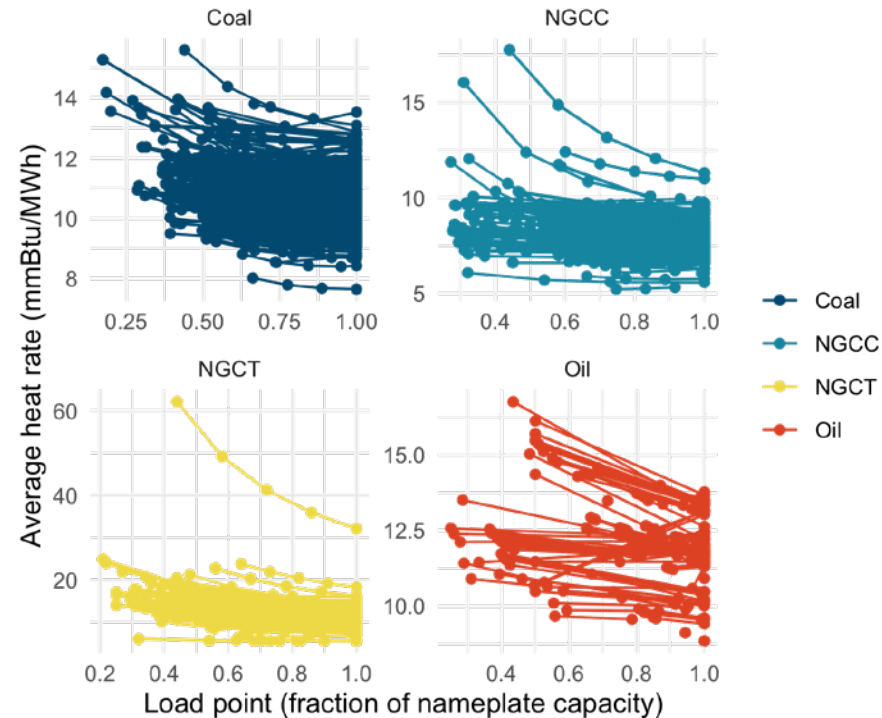 Coal
NGCC
14
12
10
8
0.25 0.50 0.75 1.00
15
10
5
0.4 0.6 0.8 1.0
NGCT
Oil
60
40
20
0.2 0.4 0.6 0.8 1.0
15.0
12.5
10.0
0.4 0.6 0.8 1.0
Average heat rate (mmBtu/MWh)
Load point (fraction of nameplate capacity)
Coal
NGCC
NGCT
Oil